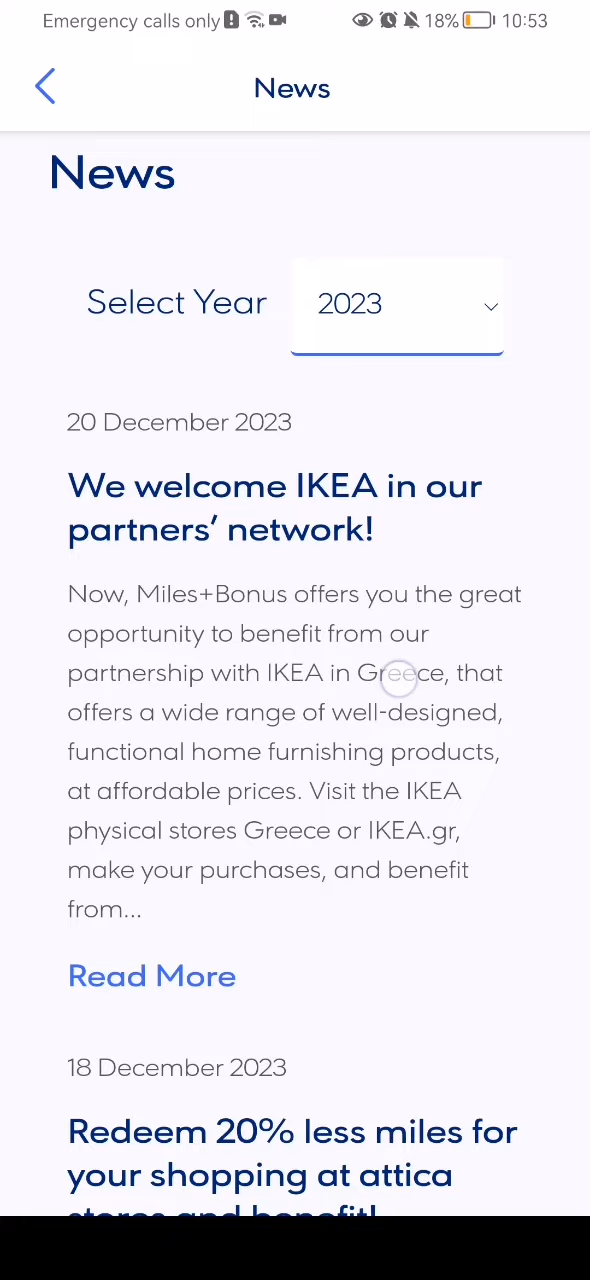 Emergency calls only 18% 10:53
News
News
Select Year 2023
20 December 2023
We welcome IKEA in our
partners’ network!
Now, Miles+Bonus offers you the great
opportunity to benefit from our
partnership with IKEA in Greece, that
offers a wide range of well-designed,
functional home furnishing products,
at affordable prices. Visit the IKEA
physical stores Greece or IKEA.gr,
make your purchases, and benefit
from...
Read More
18 December 2023
Redeem 20% less miles for
your shopping at attica
stores and benefit!